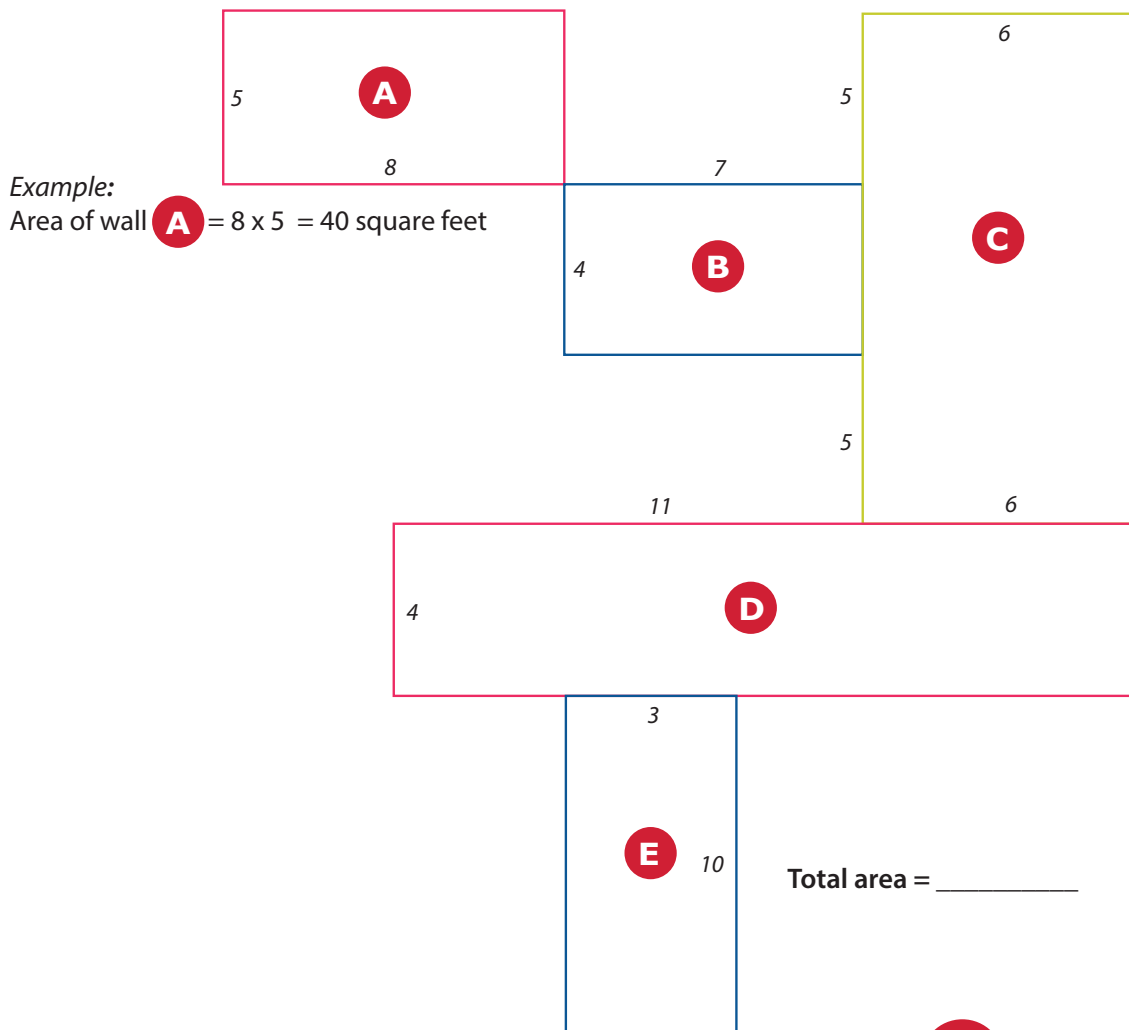 6
5
A
5
8
7
Example:
Area of wall A = 8 x 5 = 40 square feet
C
B
4
5
11
6
D
4
3
E
10
Total area = __________